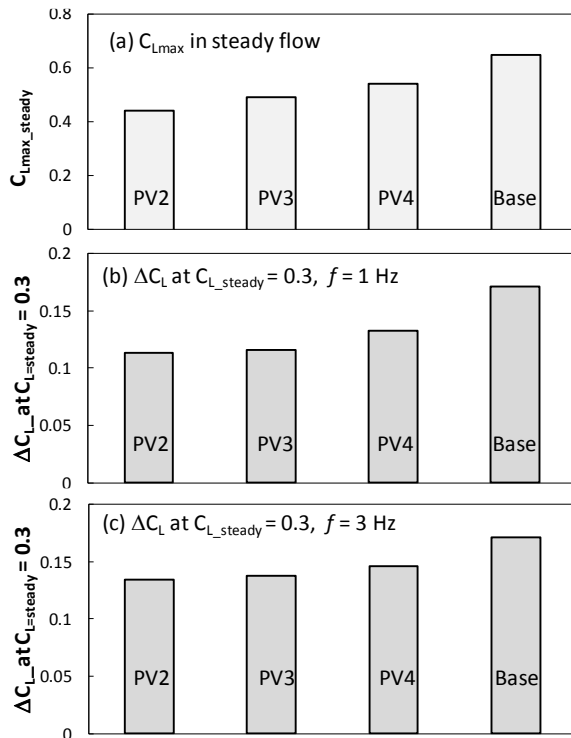 0.8
(a) CLmax in steady flow
0.6
0.4
0.2
0
CLmax_steady
PV2 PV3 PV4 Base
0.2
(b) ΔCL at CL_steady = 0.3, f = 1 Hz
0.15
0.1
0.05
0
ΔCL_at CL=steady = 0.3
PV2 PV3 PV4 Base
0.2
(c) ΔCL at CL_steady = 0.3, f = 3 Hz
0.15
0.1
0.05
0
ΔCL_at CL=steady = 0.3
PV2 PV3 PV4 Base